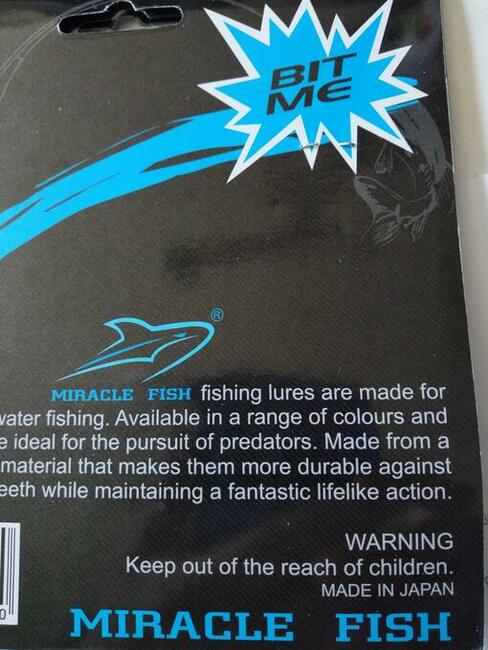 BIT
ME
®
MIRACLE FISH fishing lures are made for
water fishing. Available in a range of colours and
ideal for the pursuit of predators. Made from a
material that makes them more durable against
while maintaining a fantastic lifelike action.
WARNING
Keep out of the reach of children.
MADE IN JAPAN
0
MIRACLE FISH